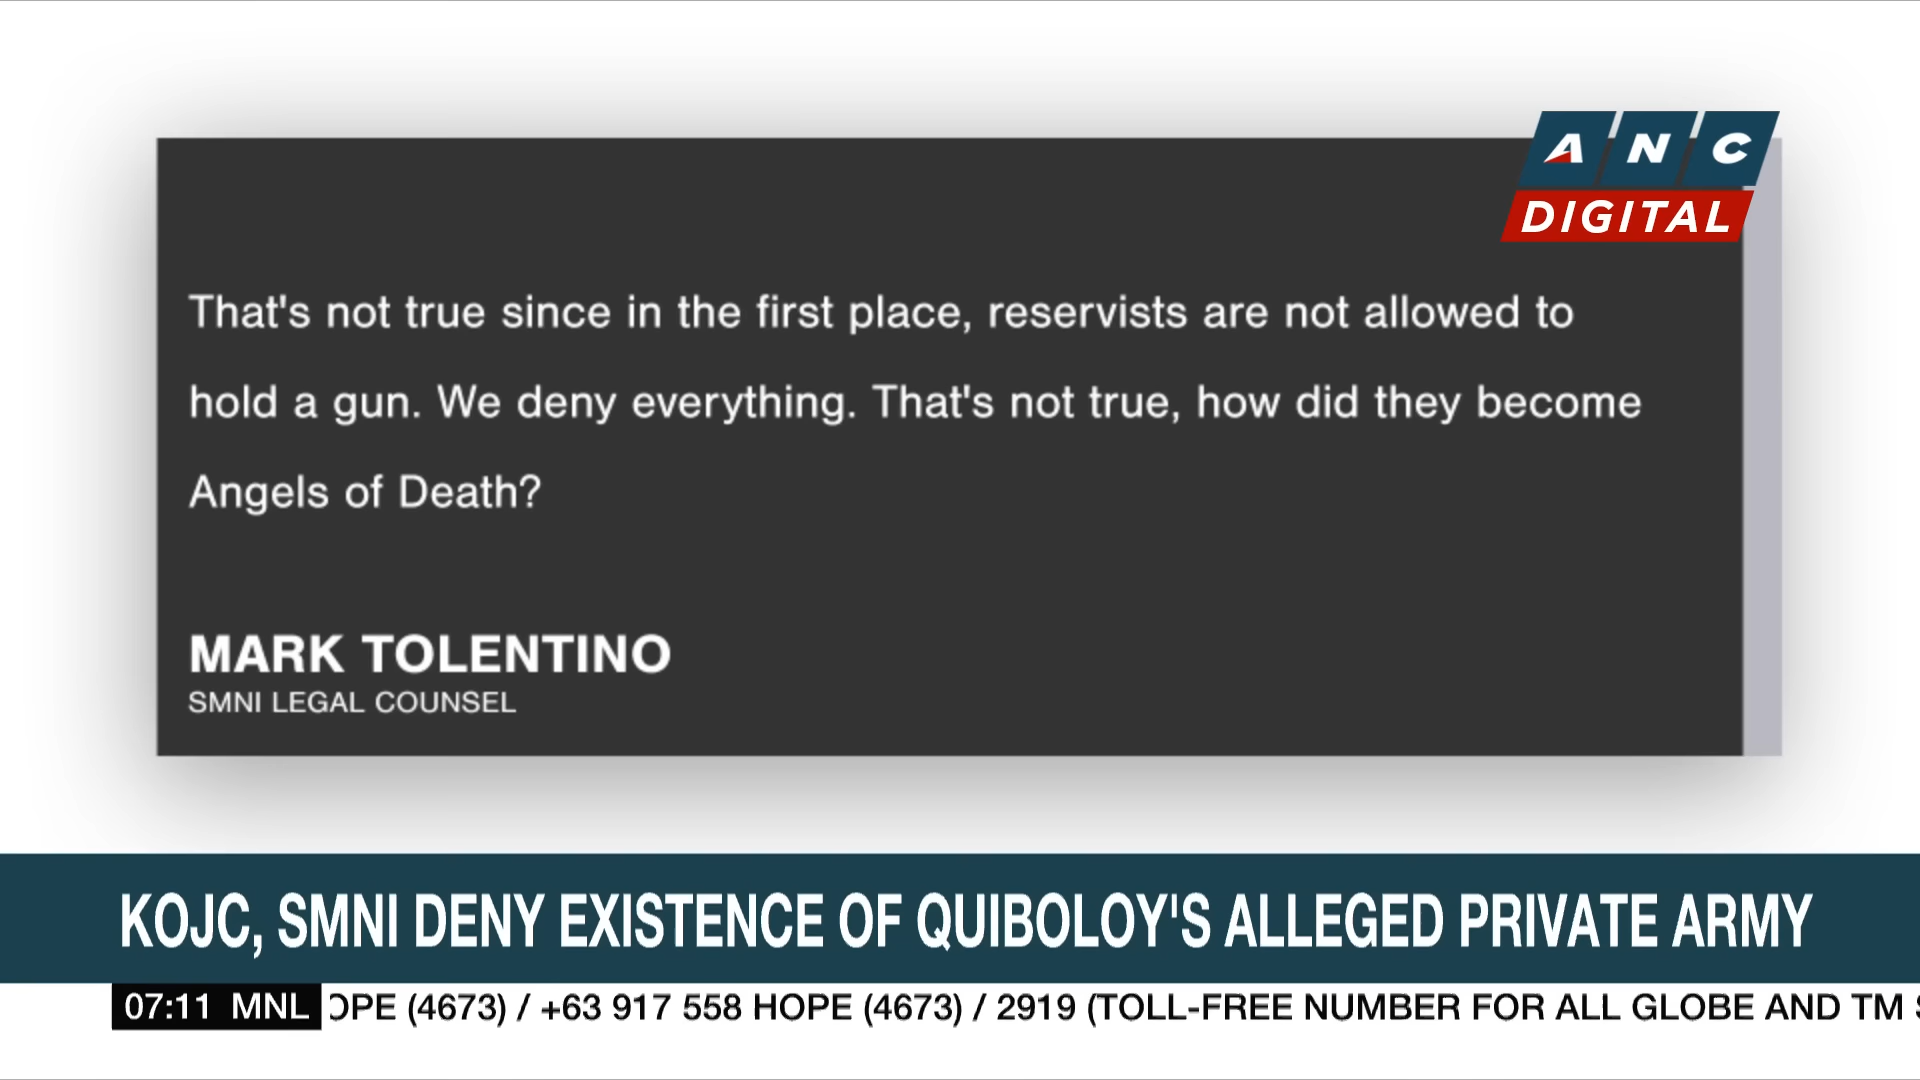 ANC
DIGITAL
That's not true since in the first place, reservists are not allowed to
hold a gun. We deny everything. That's not true, how did they become
Angels of Death?
MARK TOLENTINO
SMNI LEGAL COUNSEL
KOJC, SMNI DENY EXISTENCE OF QUIBOLOY'S ALLEGED PRIVATE ARMY
07:11 MNL OPE (4673) / +63 917 558 HOPE (4673) / 2919 (TOLL-FREE NUMBER FOR ALL GLOBE AND TM